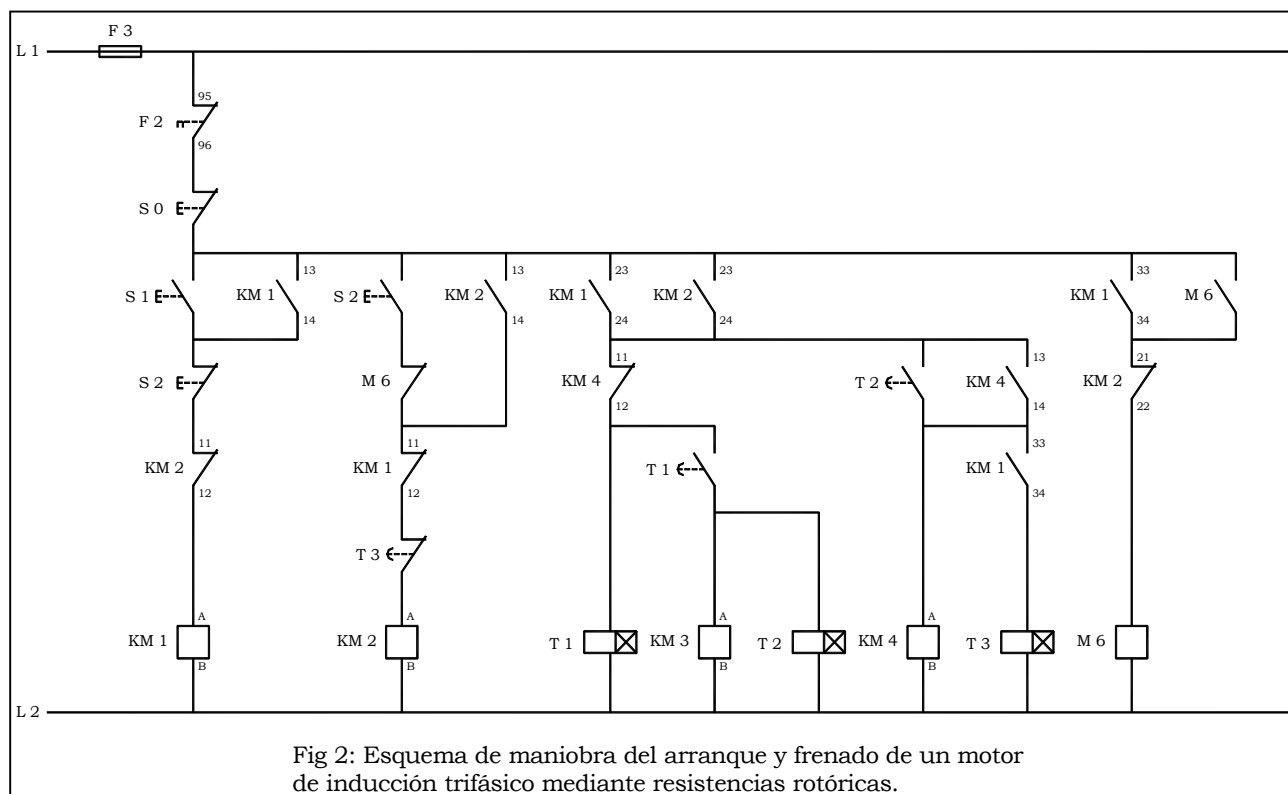 F 3
L 1
95
F 2
96
S 0
13 13 23 23 33
S 1 KM 1 S 2 KM 2 KM 1 KM 2 KM 1 M 6
14 14 24 24 34
11 13 21
S 2 M 6 KM 4 T 2 KM 4 KM 2
12 14 22
11 11 33
KM 2 KM 1 T 1 KM 1
12 12 34
T 3
A A A A
KM 1 KM 2 T 1 KM 3 T 2 KM 4 T 3 M 6
B B B B
L 2
Fig 2: Esquema de maniobra del arranque y frenado de un motor
de inducción trifásico mediante resistencias rotóricas.